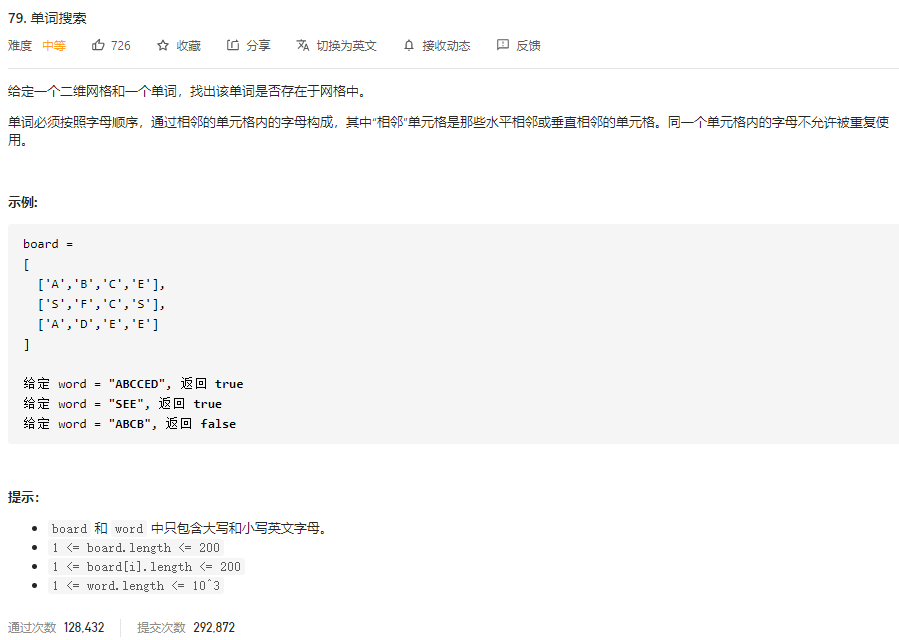 79. 单词搜索
难度 中等 726 收藏 分享 切换为英文 接收动态 反馈
给定一个二维网格和一个单词，找出该单词是否存在于网格中。
单词必须按照字母顺序，通过相邻的单元格内的字母构成，其中“相邻”单元格是那些水平相邻或垂直相邻的单元格。同一个单元格内的字母不允许被重复使
用。
示例:
board =
[
  ['A','B','C','E'],
  ['S','F','C','S'],
  ['A','D','E','E']
]
给定 word = "ABCCED", 返回 true
给定 word = "SEE", 返回 true
给定 word = "ABCB", 返回 false
提示：
board 和 word 中只包含大写和小写英文字母。
1 <= board.length <= 200
1 <= board[i].length <= 200
1 <= word.length <= 10^3
通过次数 128,432 提交次数 292,872